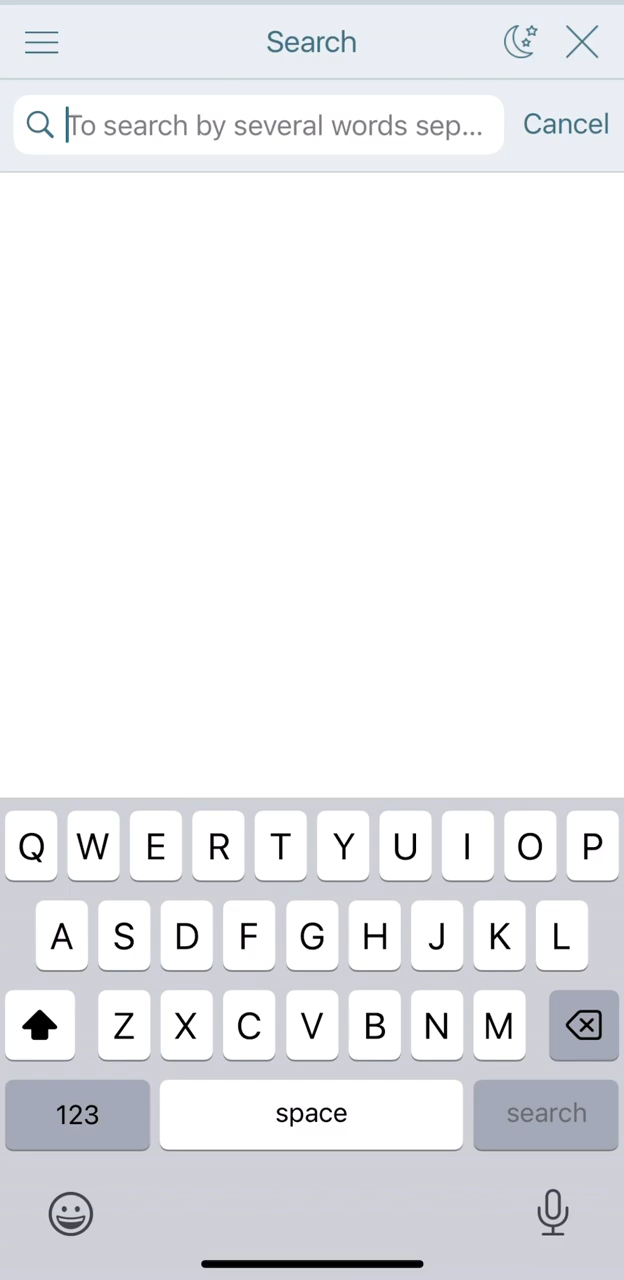 Search
To search by several words sep...
Cancel
Q W E R T Y U I O P
A S D F G H J K L
Z X C V B N M
123 space search